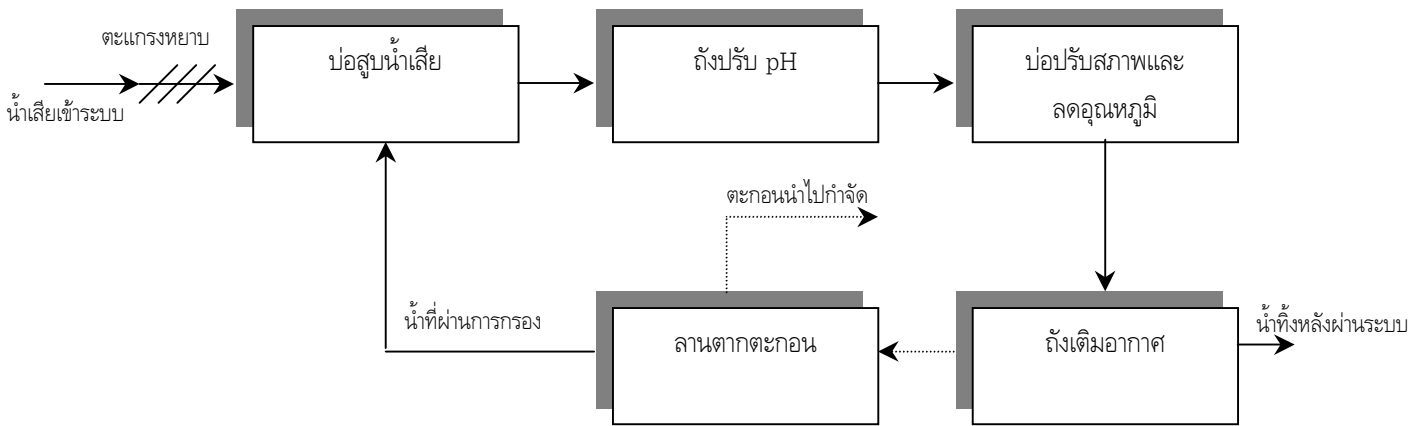 ตะแกรงหยาบ
น้ำเสียเข้าระบบ
บ่อสูบน้ำเสีย
ถังปรับ pH
บ่อปรับสภาพและ
ลดอุณหภูมิ
ตะกอนนำไปกำจัด
น้ำที่ผ่านการกรอง
ลานตากตะกอน
ถังเติมอากาศ
น้ำทิ้งหลังผ่านระบบ